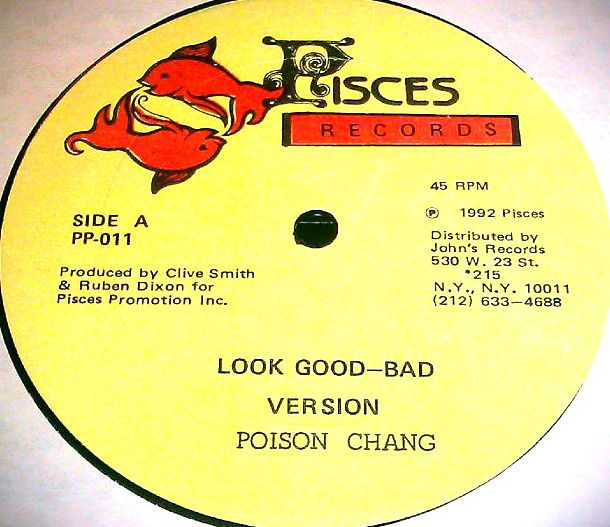 PISCES
RECORDS
45 RPM
℗ 1992 Pisces
SIDE A
PP-011
Distributed by
John's Records
530 W. 23 St.
*215
N.Y., N.Y. 10011
(212) 633-4688
Produced by Clive Smith
& Ruben Dixon for
Pisces Promotion Inc.
LOOK GOOD-BAD
VERSION
POISON CHANG